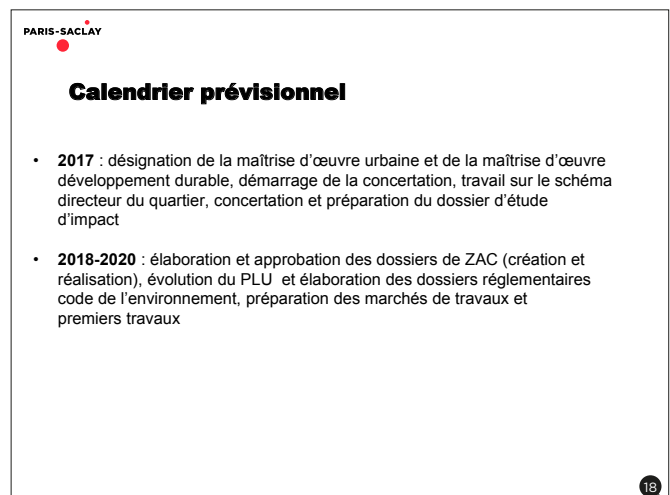 PARIS-SACLAY
Calendrier prévisionnel
• 2017 : désignation de la maîtrise d’œuvre urbaine et de la maîtrise d’œuvre
développement durable, démarrage de la concertation, travail sur le schéma
directeur du quartier, concertation et préparation du dossier d’étude
d’impact
• 2018-2020 : élaboration et approbation des dossiers de ZAC (création et
réalisation), évolution du PLU et élaboration des dossiers réglementaires
code de l’environnement, préparation des marchés de travaux et
premiers travaux
18